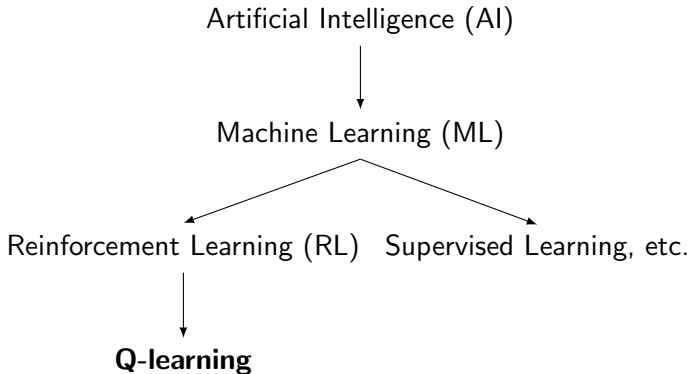 Artificial Intelligence (AI)
Machine Learning (ML)
Reinforcement Learning (RL)
Supervised Learning, etc.
Q-learning